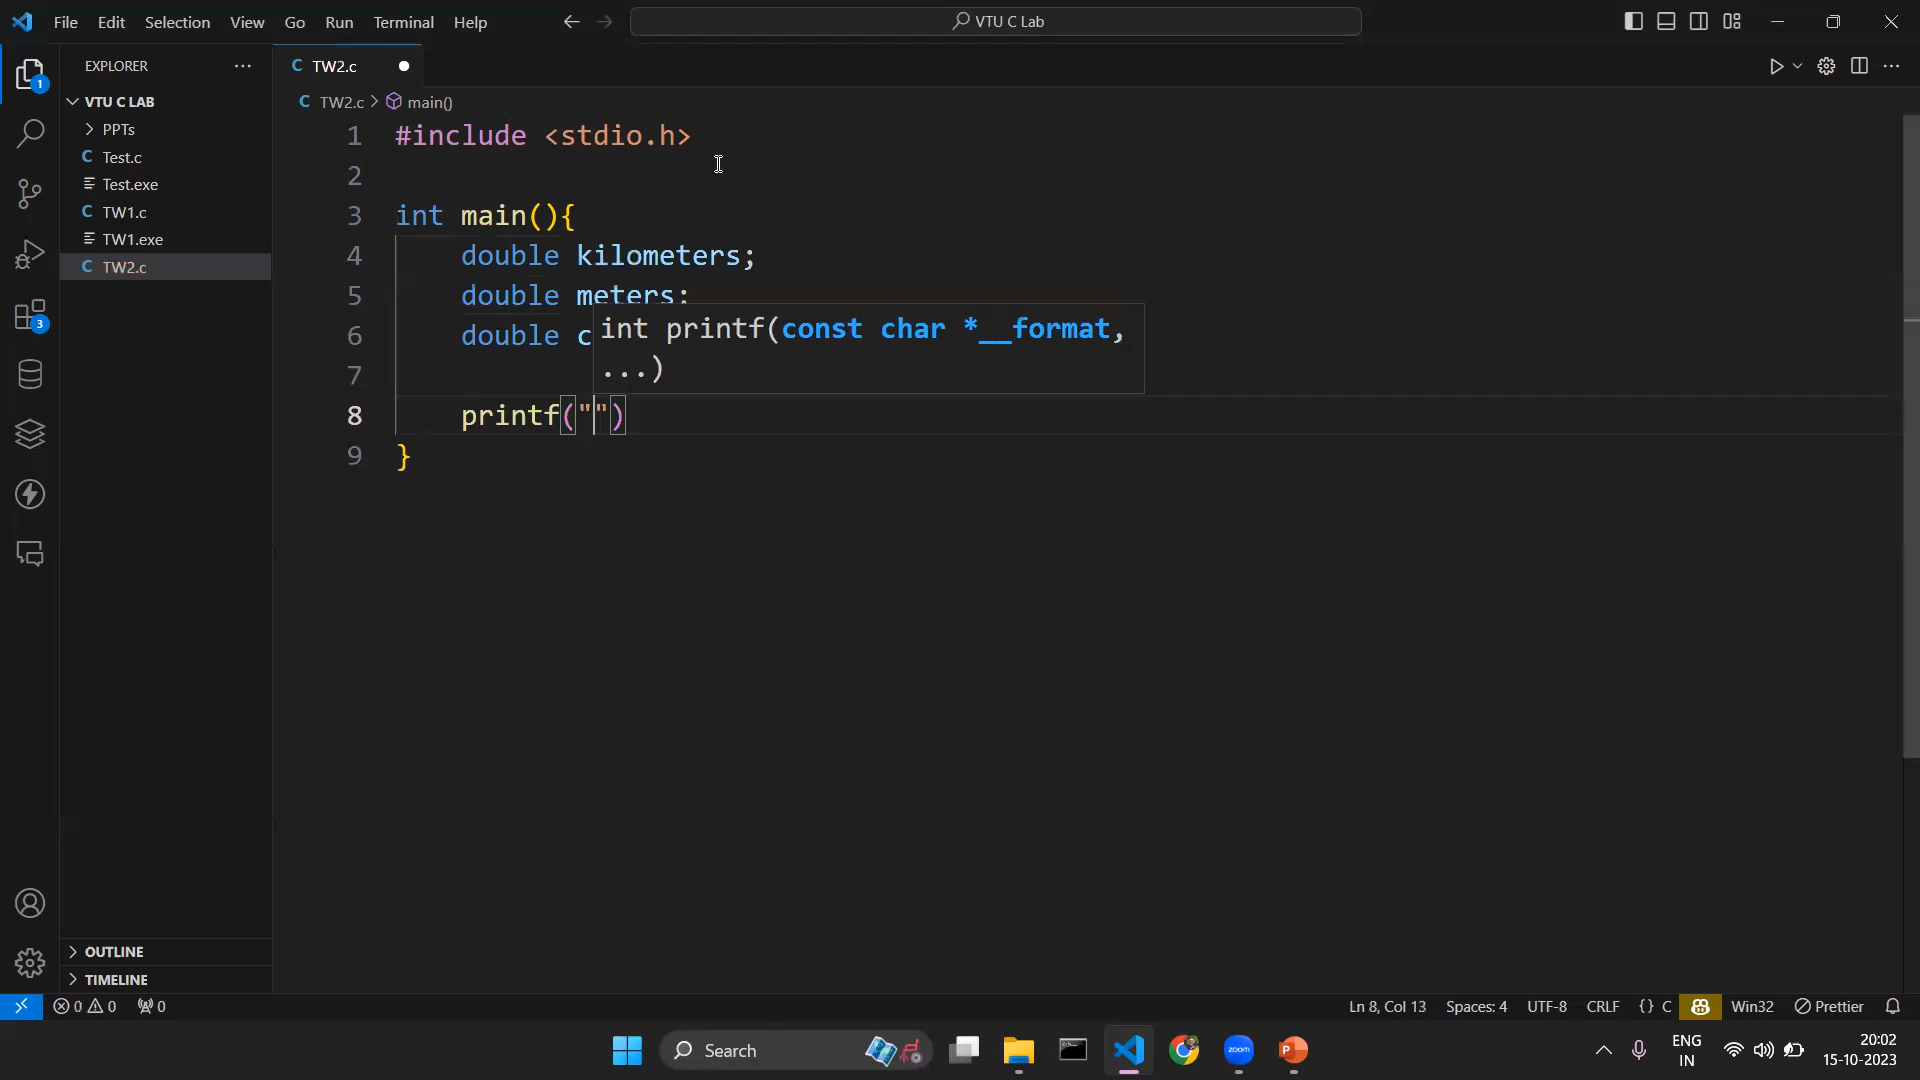 File Edit Selection View Go Run Terminal Help
VTU C Lab
EXPLORER
VTU C LAB
PPTs
C Test.c
Test.exe
C TW1.c
TW1.exe
C TW2.c
C TW2.c
C TW2.c > main()
1 #include <stdio.h>
2
3 int main(){
4 double kilometers;
5 double meters;
6 double c
int printf(const char *__format,
...)
7
8 printf("")
9 }
1
3
OUTLINE
TIMELINE
0 0 0
Ln 8, Col 13 Spaces: 4 UTF-8 CRLF {} C Win32 Prettier
Search
zoom
P
ENG
IN
20:02
15-10-2023